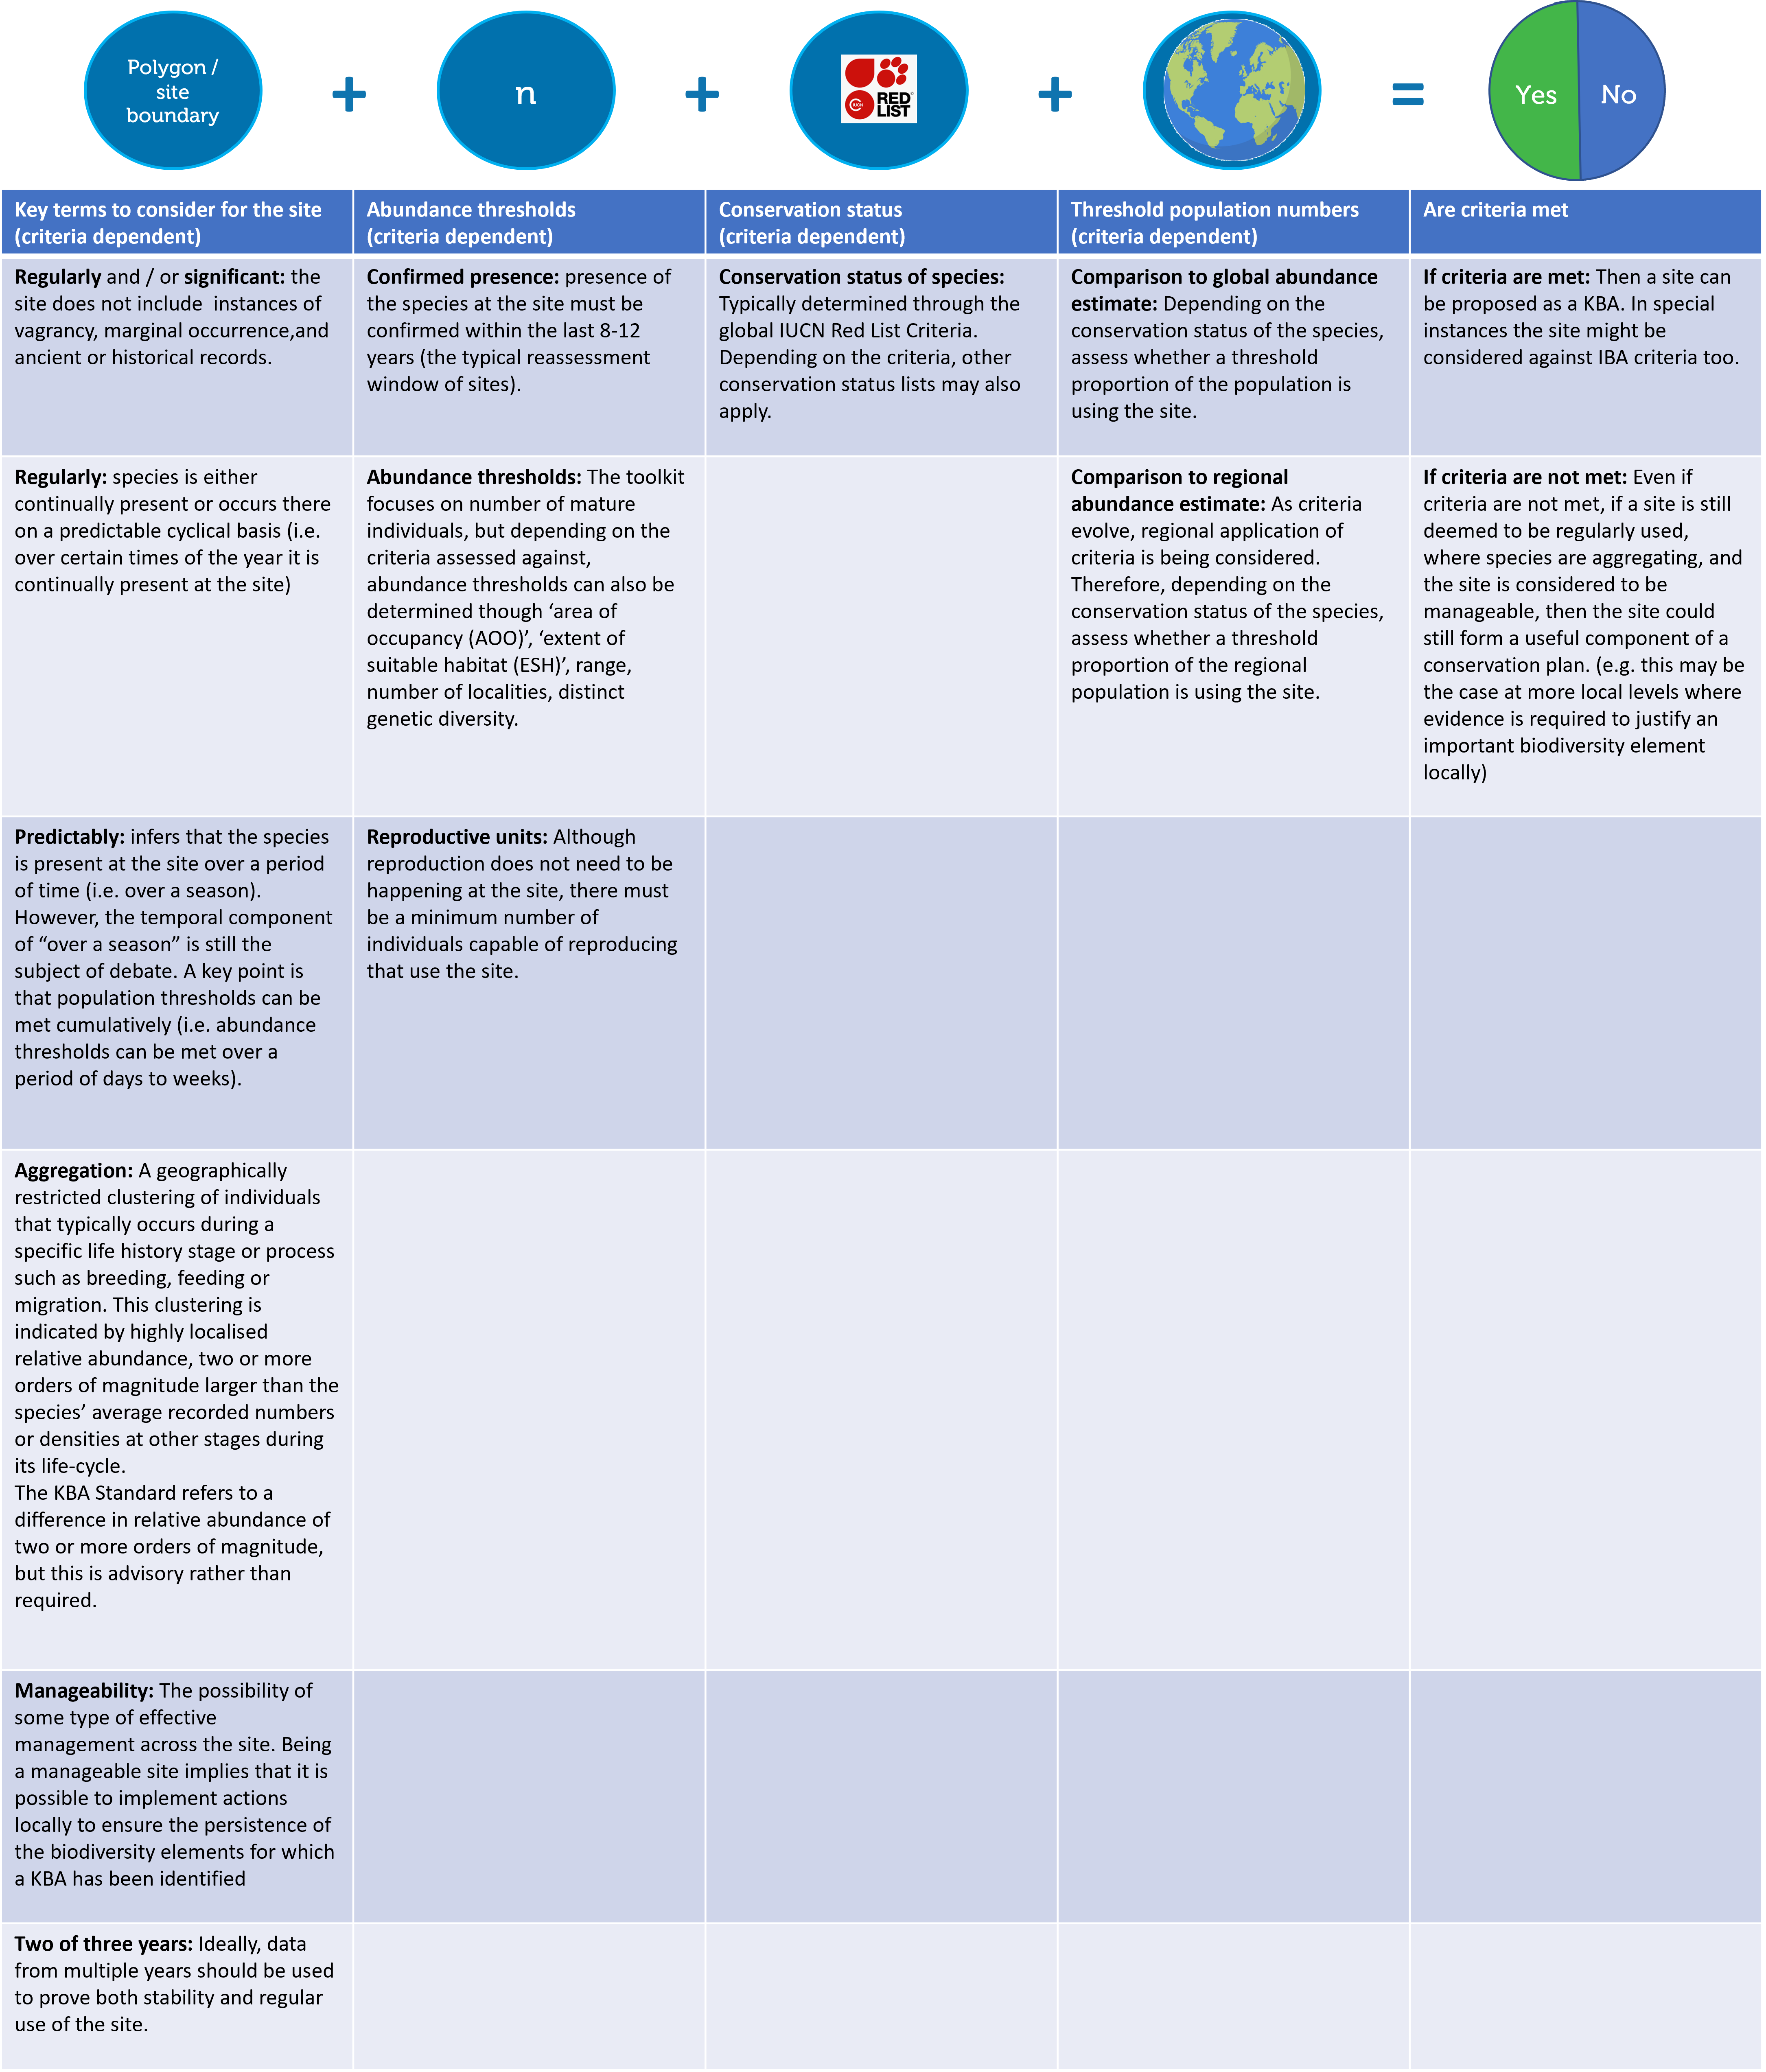 Polygon /
site
boundary
+
n
+
IUCN
RED
LIST
+
=
Yes
No
Key terms to consider for the site
(criteria dependent)
Abundance thresholds
(criteria dependent)
Conservation status
(criteria dependent)
Threshold population numbers
(criteria dependent)
Are criteria met
Regularly and / or significant: the
site does not include  instances of
vagrancy, marginal occurrence,and
ancient or historical records.
Confirmed presence: presence of
the species at the site must be
confirmed within the last 8-12
years (the typical reassessment
window of sites).
Conservation status of species:
Typically determined through the
global IUCN Red List Criteria.
Depending on the criteria, other
conservation status lists may also
apply.
Comparison to global abundance
estimate: Depending on the
conservation status of the species,
assess whether a threshold
proportion of the population is
using the site.
If criteria are met: Then a site can
be proposed as a KBA. In special
instances the site might be
considered against IBA criteria too.
Regularly: species is either
continually present or occurs there
on a predictable cyclical basis (i.e.
over certain times of the year it is
continually present at the site)
Abundance thresholds: The toolkit
focuses on number of mature
individuals, but depending on the
criteria assessed against,
abundance thresholds can also be
determined though ‘area of
occupancy (AOO)’, ‘extent of
suitable habitat (ESH)’, range,
number of localities, distinct
genetic diversity.
Comparison to regional
abundance estimate: As criteria
evolve, regional application of
criteria is being considered.
Therefore, depending on the
conservation status of the species,
assess whether a threshold
proportion of the regional
population is using the site.
If criteria are not met: Even if
criteria are not met, if a site is still
deemed to be regularly used,
where species are aggregating, and
the site is considered to be
manageable, then the site could
still form a useful component of a
conservation plan. (e.g. this may be
the case at more local levels where
evidence is required to justify an
important biodiversity element
locally)
Predictably: infers that the species
is present at the site over a period
of time (i.e. over a season).
However, the temporal component
of “over a season” is still the
subject of debate. A key point is
that population thresholds can be
met cumulatively (i.e. abundance
thresholds can be met over a
period of days to weeks).
Reproductive units: Although
reproduction does not need to be
happening at the site, there must
be a minimum number of
individuals capable of reproducing
that use the site.
Aggregation: A geographically
restricted clustering of individuals
that typically occurs during a
specific life history stage or process
such as breeding, feeding or
migration. This clustering is
indicated by highly localised
relative abundance, two or more
orders of magnitude larger than the
species’ average recorded numbers
or densities at other stages during
its life-cycle.
The KBA Standard refers to a
difference in relative abundance of
two or more orders of magnitude,
but this is advisory rather than
required.
Manageability: The possibility of
some type of effective
management across the site. Being
a manageable site implies that it is
possible to implement actions
locally to ensure the persistence of
the biodiversity elements for which
a KBA has been identified
Two of three years: Ideally, data
from multiple years should be used
to prove both stability and regular
use of the site.